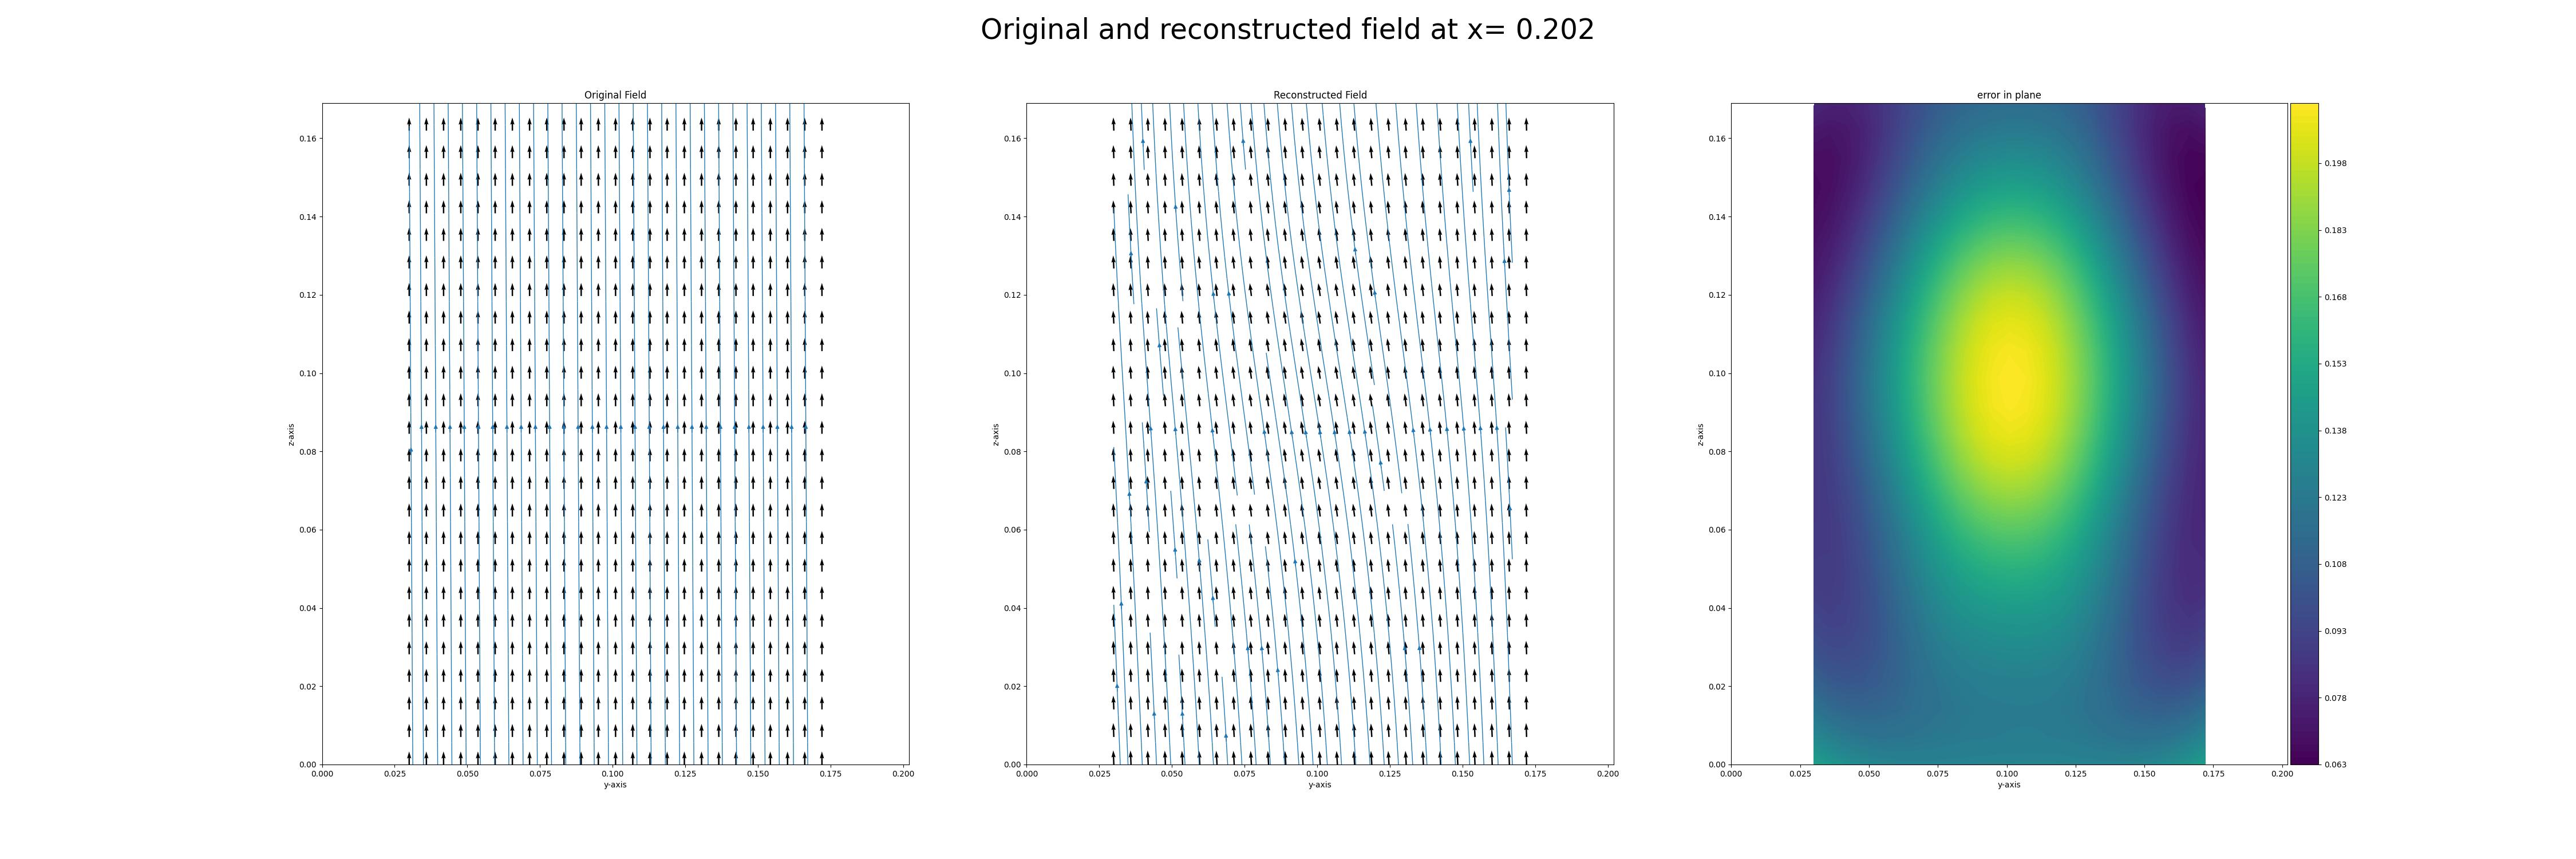 Original and reconstructed field at x= 0.202
Original Field
0.16
0.14
0.12
0.10
0.08
0.06
0.04
0.02
0.00
z-axis
0.000 0.025 0.050 0.075 0.100 0.125 0.150 0.175 0.200
y-axis
Reconstructed Field
0.16
0.14
0.12
0.10
0.08
0.06
0.04
0.02
0.00
z-axis
0.000 0.025 0.050 0.075 0.100 0.125 0.150 0.175 0.200
y-axis
error in plane
0.16
0.14
0.12
0.10
0.08
0.06
0.04
0.02
0.00
z-axis
0.000 0.025 0.050 0.075 0.100 0.125 0.150 0.175 0.200
y-axis
0.198
0.183
0.168
0.153
0.138
0.123
0.108
0.093
0.078
0.063